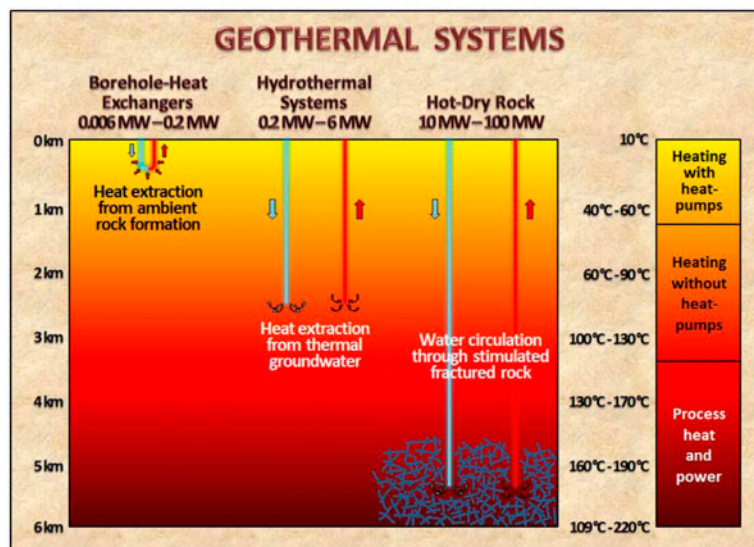 GEOTHERMAL SYSTEMS
Borehole-Heat
Exchangers
0.006 MW – 0.2 MW
Hydrothermal
Systems
0.2 MW – 6 MW
Hot-Dry Rock
10 MW – 100 MW
0 km
1 km
2 km
3 km
4 km
5 km
6 km
Heat extraction
from ambient
rock formation
Heat extraction
from thermal
groundwater
Water circulation
through stimulated
fractured rock
10°C
40°C - 60°C
60°C - 90°C
100°C - 130°C
130°C - 170°C
160°C - 190°C
109°C - 220°C
Heating
with
heat-
pumps
Heating
without
heat-
pumps
Process
heat
and
power